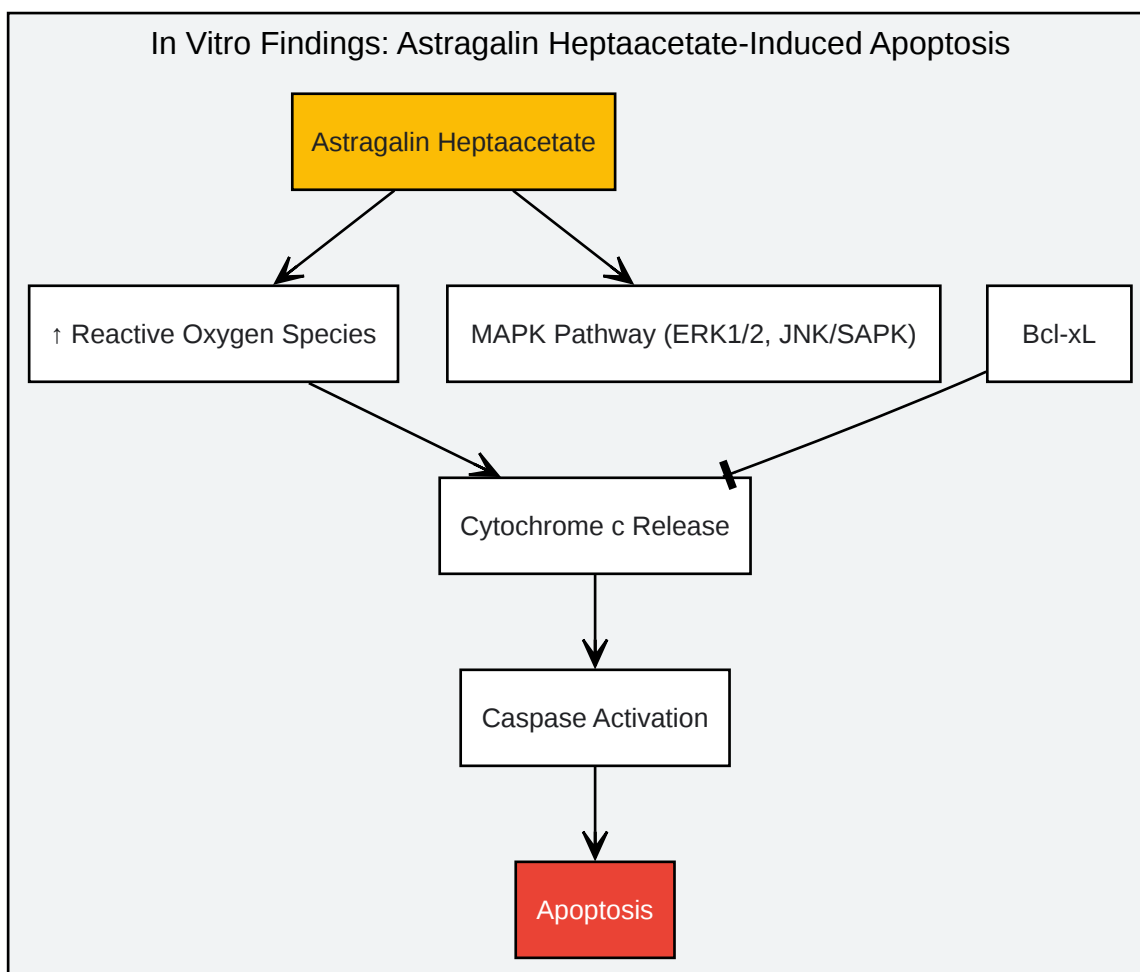 In Vitro Findings: Astragalin Heptaacetate-Induced Apoptosis
Astragalin Heptaacetate
↑ Reactive Oxygen Species
MAPK Pathway (ERK1/2, JNK/SAPK)
Bcl-xL
Cytochrome c Release
Caspase Activation
Apoptosis